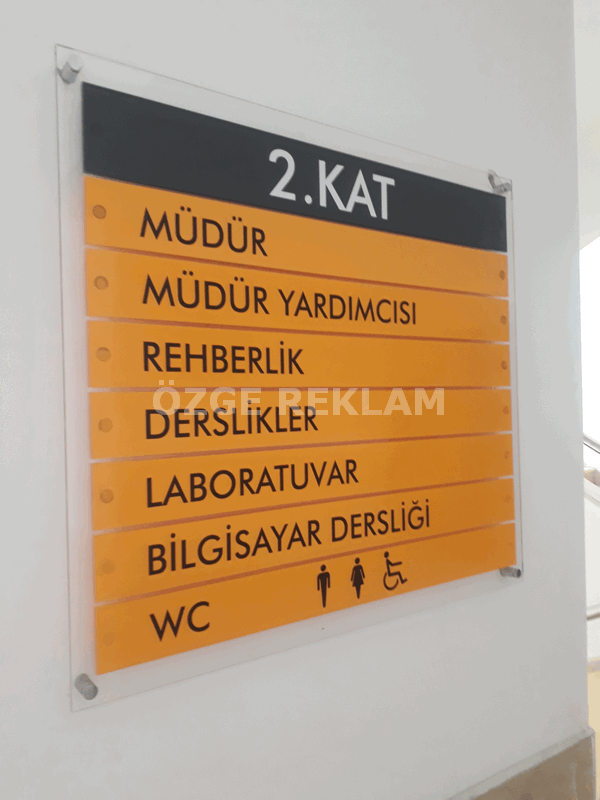 2.KAT
MÜDÜR
MÜDÜR YARDIMCISI
REHBERLİK
ÖZGE REKLAM
DERSLİKLER
LABORATUVAR
BİLGİSAYAR DERSLİĞİ
WC